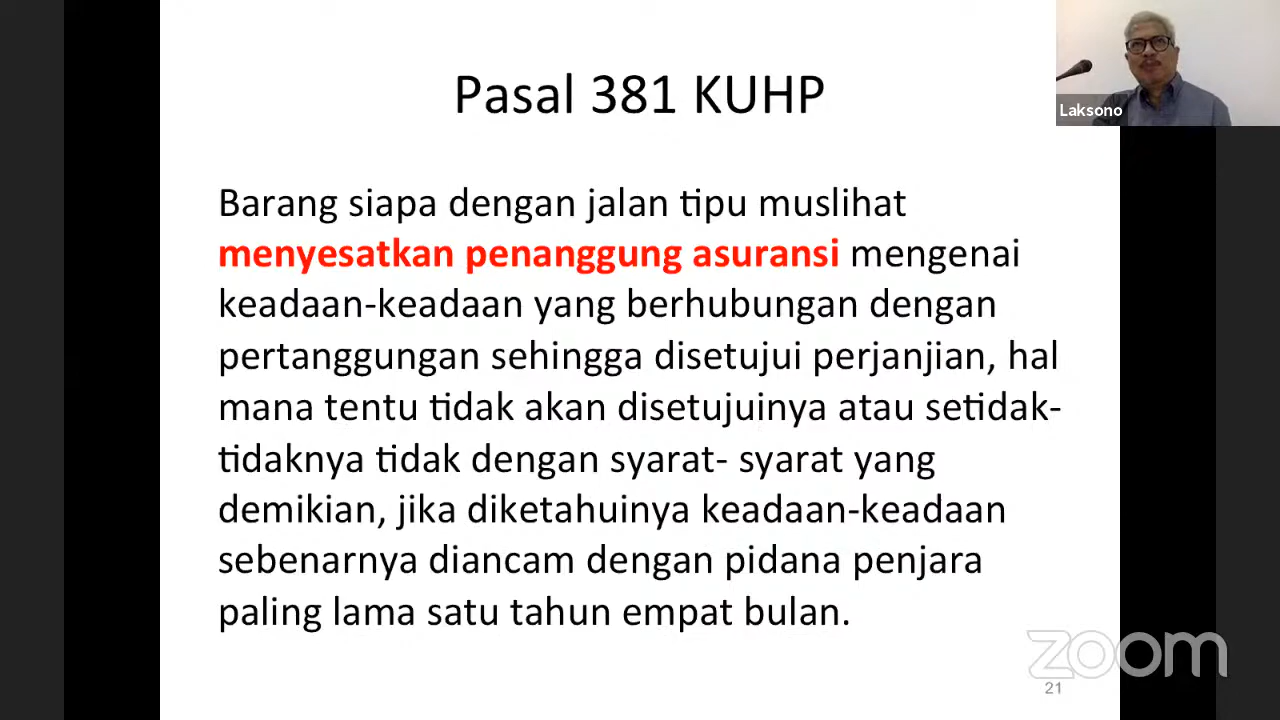 Pasal 381 KUHP
Laksono
Barang siapa dengan jalan tipu muslihat
menyesatkan penanggung asuransi mengenai
keadaan-keadaan yang berhubungan dengan
pertanggungan sehingga disetujui perjanjian, hal
mana tentu tidak akan disetujuinya atau setidak-
tidaknya tidak dengan syarat- syarat yang
demikian, jika diketahuinya keadaan-keadaan
sebenarnya diancam dengan pidana penjara
paling lama satu tahun empat bulan.
zoom
21